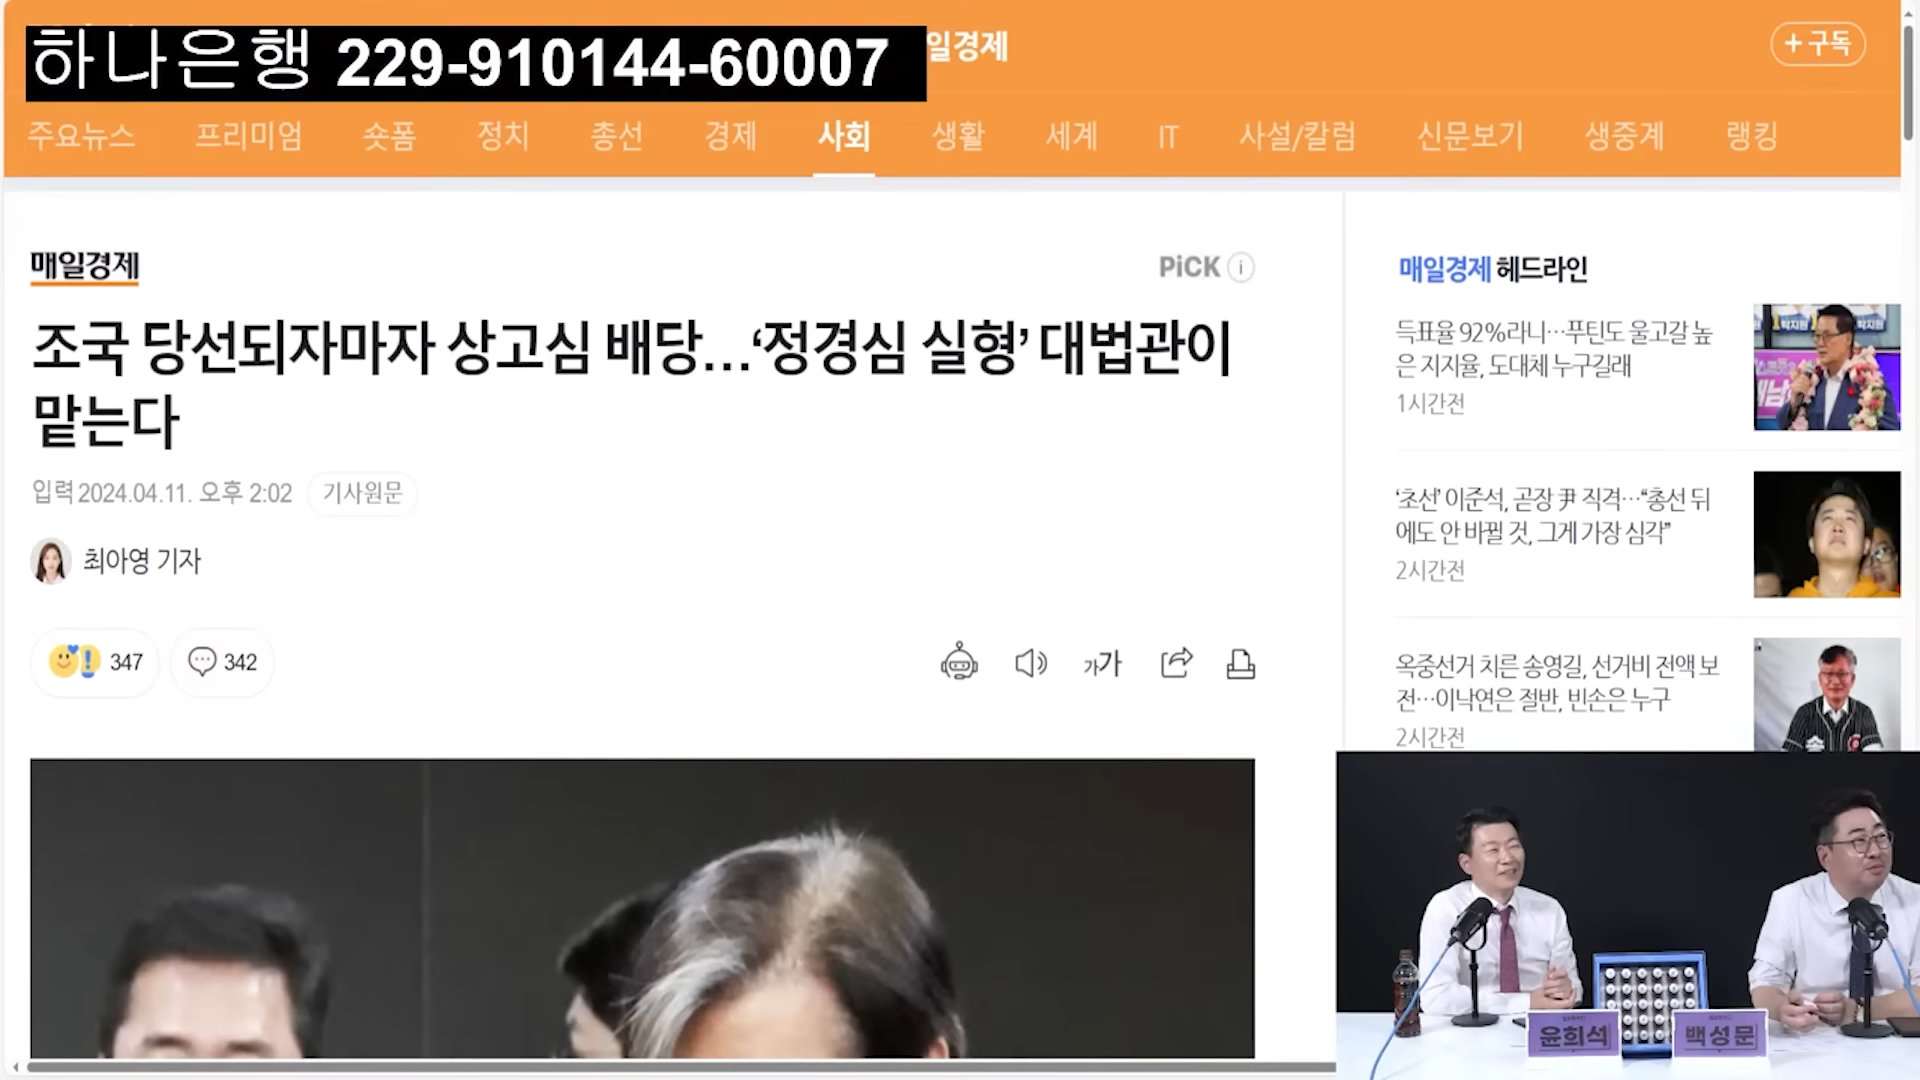 하나은행 229-910144-60007
일경제
+ 구독
주요뉴스 프리미엄 숏폼 정치 총선 경제 사회 생활 세계 IT 사설/칼럼 신문보기 생중계 랭킹
매일경제
PiCK i
조국 당선되자마자 상고심 배당…‘정경심 실형’ 대법관이
맡는다
입력 2024.04.11. 오후 2:02 기사원문
최아영 기자
347 342
가가
매일경제 헤드라인
득표율 92%라니…푸틴도 울고갈 높
은 지지율, 도대체 누구길래
1시간전
‘초선’ 이준석, 곧장 尹 직격…“총선 뒤
에도 안 바뀔 것, 그게 가장 심각”
2시간전
옥중선거 치른 송영길, 선거비 전액 보
전…이낙연은 절반, 빈손은 누구
2시간전
윤희석
백성문